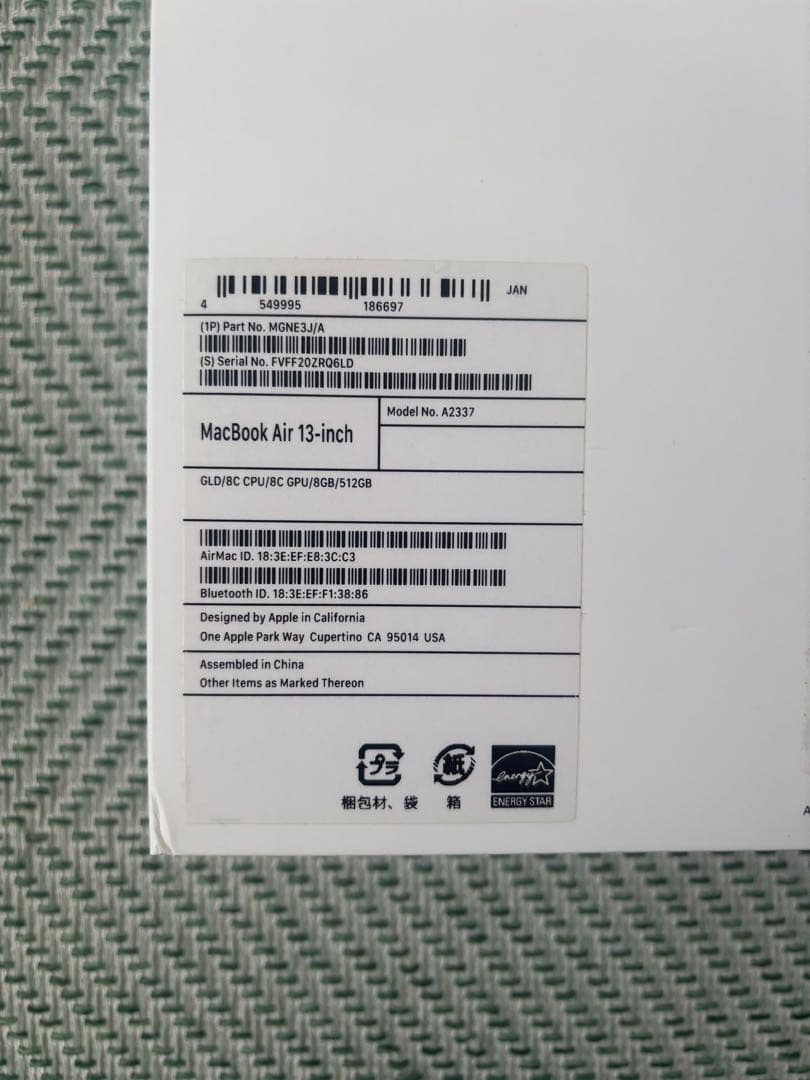 JAN
4 549995 186697
(1P) Part No. MGNE3J/A
(S) Serial No. FVFF20ZRQ6LD
MacBook Air 13-inch
Model No. A2337
GLD/8C CPU/8C GPU/8GB/512GB
AirMac ID. 18:3E:EF:E8:3C:C3
Bluetooth ID. 18:3E:EF:F1:38:86
Designed by Apple in California
One Apple Park Way Cupertino CA 95014 USA
Assembled in China
Other Items as Marked Thereon
プラ
紙
energy
梱包材、袋
箱
ENERGY STAR
A